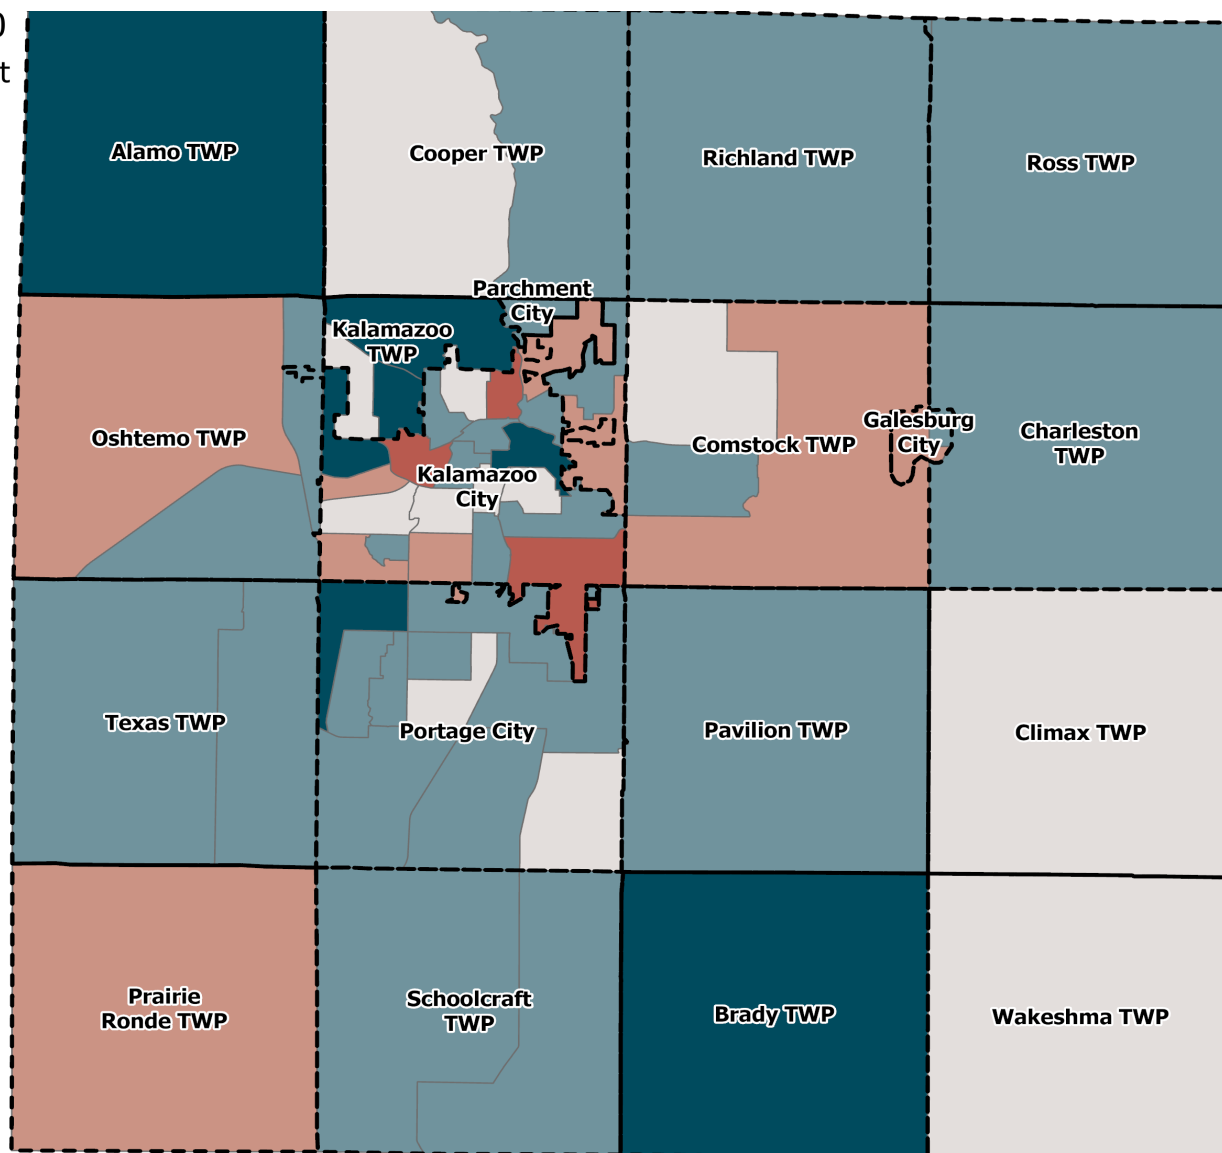 0
t
Alamo TWP
Cooper TWP
Richland TWP
Ross TWP
Parchment
City
Kalamazoo
TWP
Oshtemo TWP
Comstock TWP
Galesburg
City
Charleston
TWP
Kalamazoo
City
Texas TWP
Portage City
Pavilion TWP
Climax TWP
Prairie
Ronde TWP
Schoolcraft
TWP
Brady TWP
Wakeshma TWP